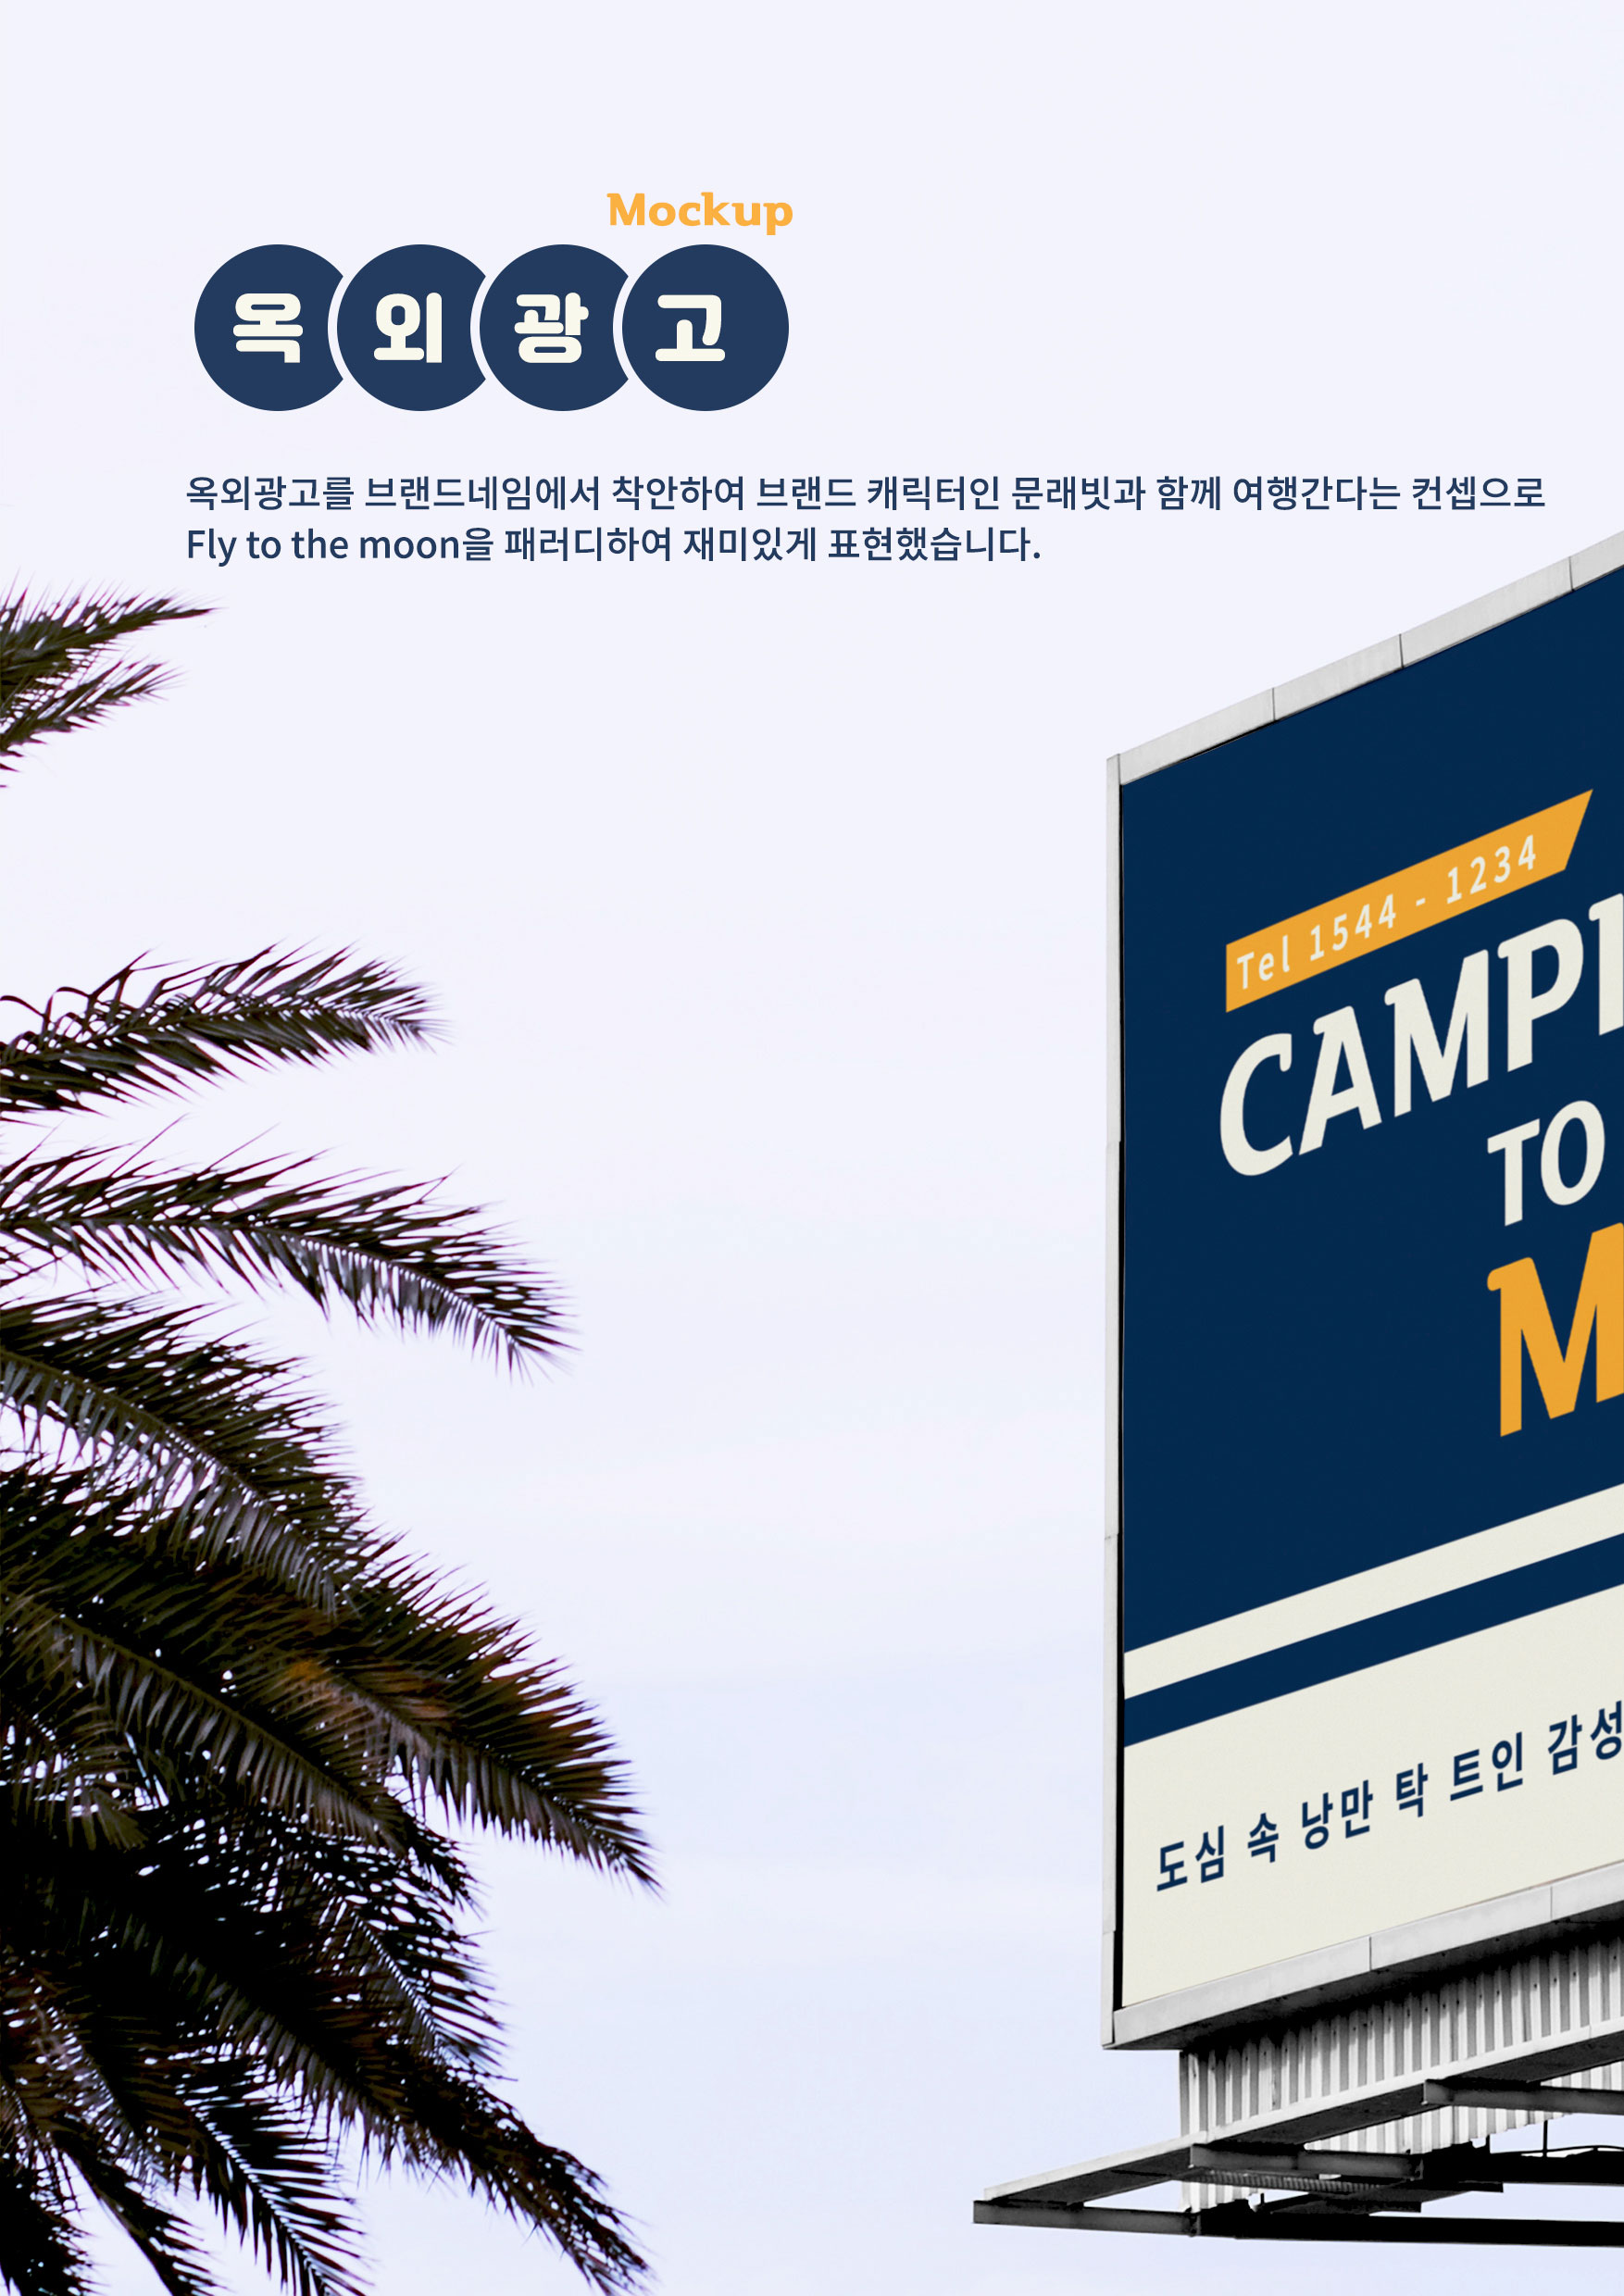 Mockup
옥외광고
옥외광고를 브랜드네임에서 착안하여 브랜드 캐릭터인 문래빗과 함께 여행간다는 컨셉으로
Fly to the moon을 패러디하여 재미있게 표현했습니다.
Tel 1544 - 1234
CAMPI
TO
M
도심 속 낭만 탁 트인 감성